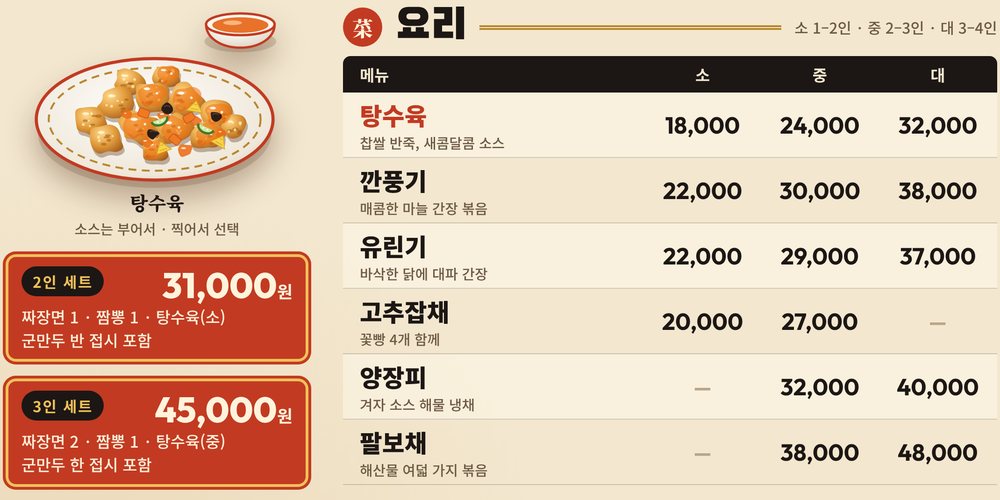 탕수육
소스는 부어서 · 찍어서 선택
2인 세트 31,000원
짜장면 1 · 짬뽕 1 · 탕수육(소)
군만두 반 접시 포함
3인 세트 45,000원
짜장면 2 · 짬뽕 1 · 탕수육(중)
군만두 한 접시 포함
菜 요리 소 1–2인 · 중 2–3인 · 대 3–4인
메뉴 소 중 대
탕수육 18,000 24,000 32,000
찹쌀 반죽, 새콤달콤 소스
깐풍기 22,000 30,000 38,000
매콤한 마늘 간장 볶음
유린기 22,000 29,000 37,000
바삭한 닭에 대파 간장
고추잡채 20,000 27,000 –
꽃빵 4개 함께
양장피 – 32,000 40,000
겨자 소스 해물 냉채
팔보채 – 38,000 48,000
해산물 여덟 가지 볶음